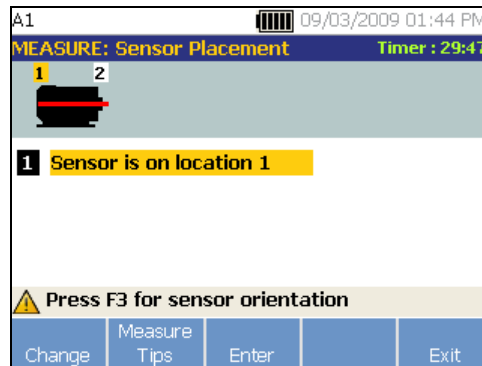 A1 09/03/2009 01:44 PM
MEASURE: Sensor Placement Timer : 29:47
1 2
1 Sensor is on location 1
Press F3 for sensor orientation
Change Measure Tips Enter Exit